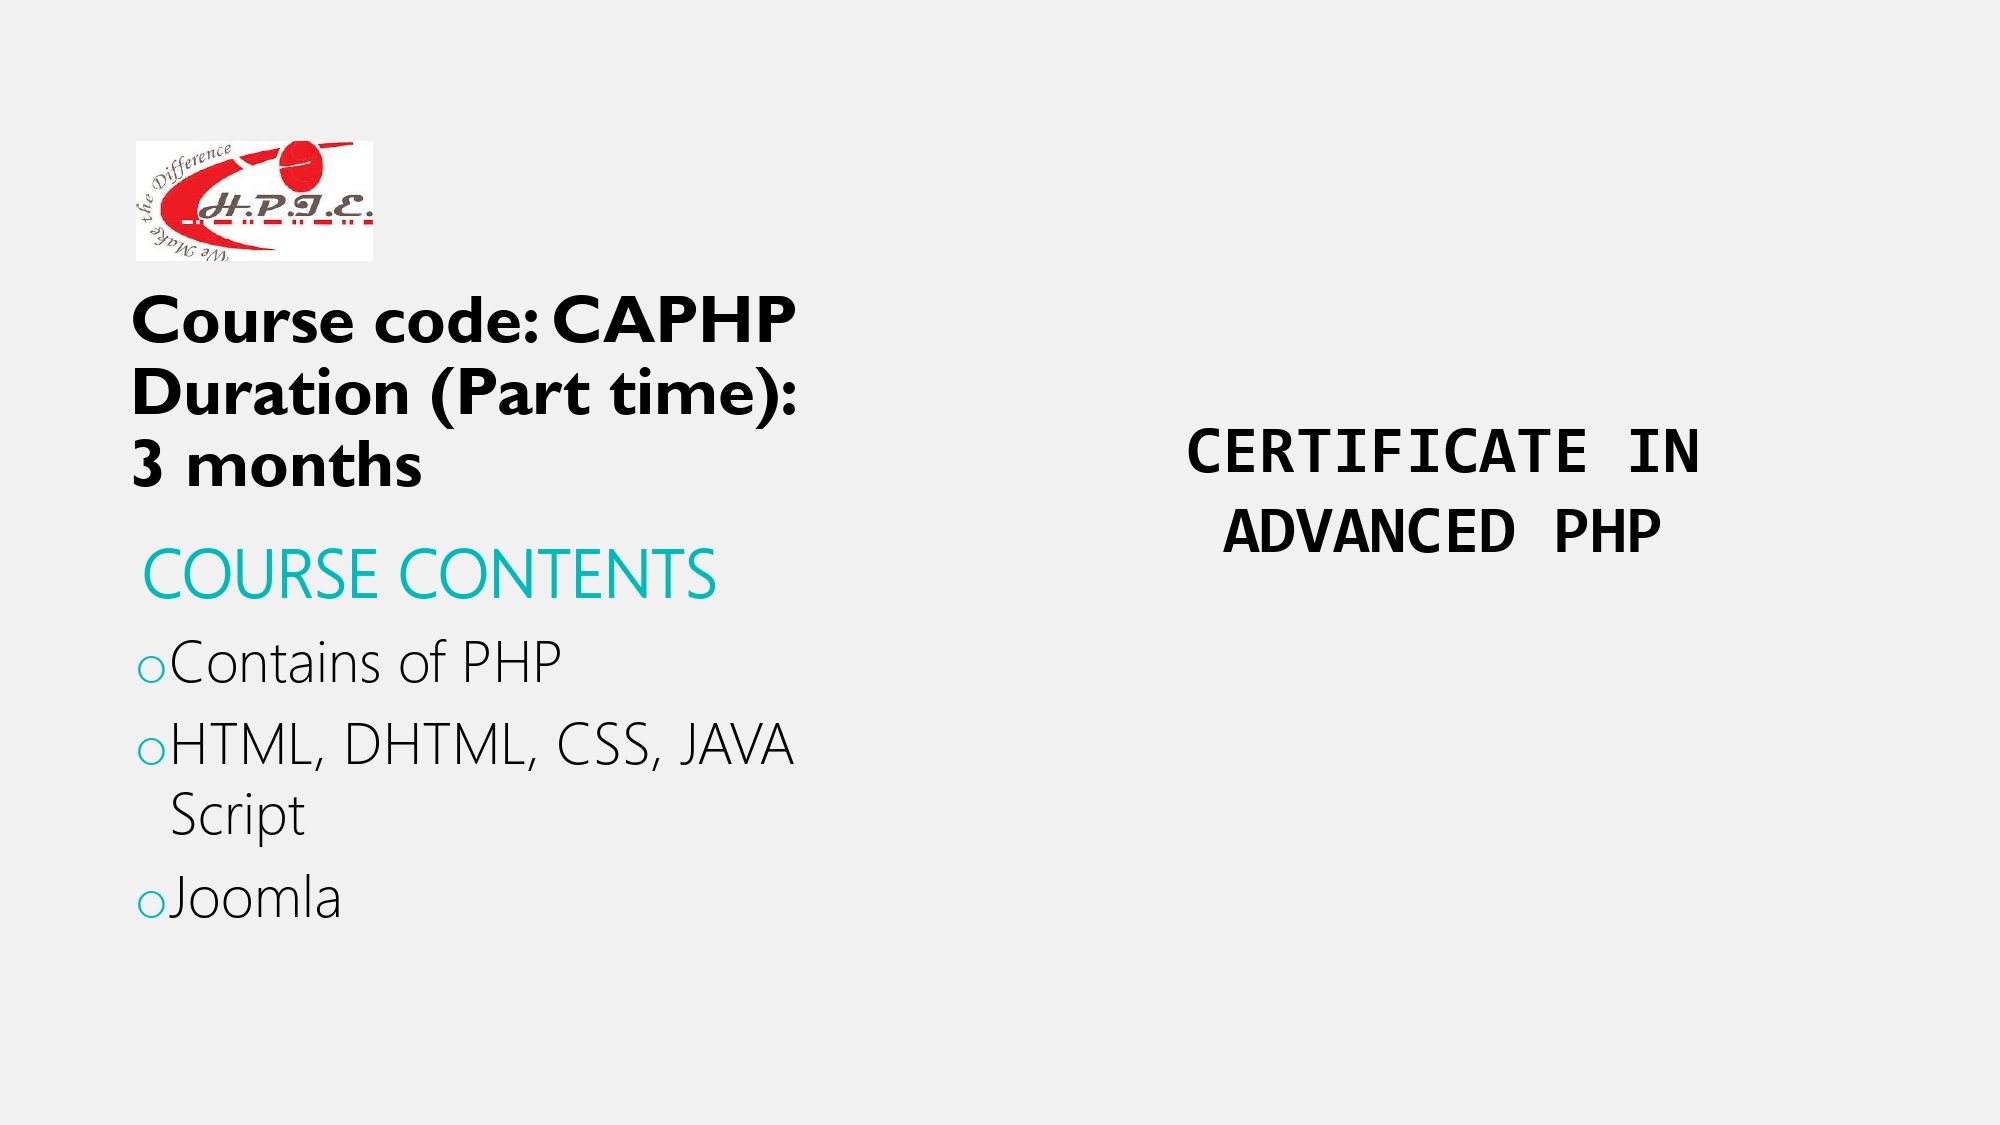 We Make the Difference
H.P.I.E.
Course code: CAPHP
Duration (Part time):
3 months
COURSE CONTENTS
oContains of PHP
oHTML, DHTML, CSS, JAVA
Script
oJoomla
CERTIFICATE IN
ADVANCED PHP